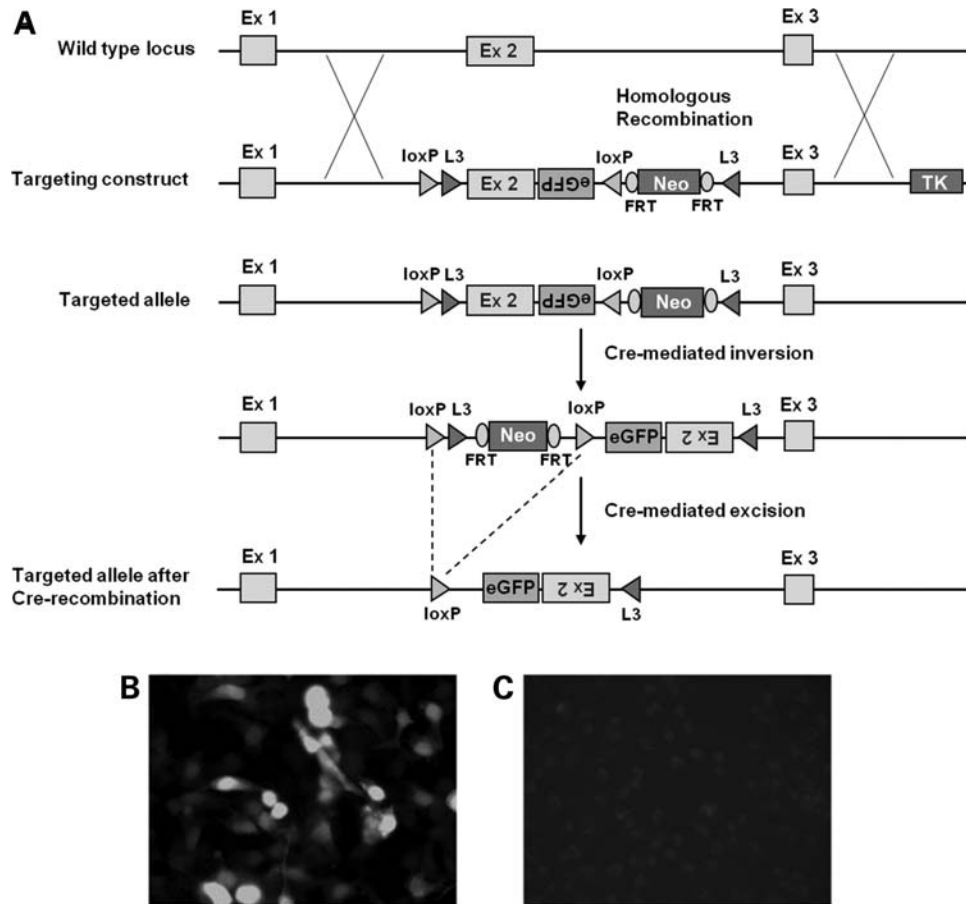 A
Ex 1 Ex 3
Wild type locus Ex 2
Homologous
Recombination
Ex 1 loxP L3 loxP L3 Ex 3
Targeting construct Ex 2 eGFP Neo TK
FRT FRT
Ex 1 loxP L3 loxP L3 Ex 3
Targeted allele Ex 2 eGFP Neo
Cre-mediated inversion
Ex 1 loxP L3 loxP L3 Ex 3
Neo eGFP Ex 2
FRT FRT
Cre-mediated excision
Ex 1 Ex 3
Targeted allele after
Cre-recombination
eGFP Ex 2
loxP L3
B C